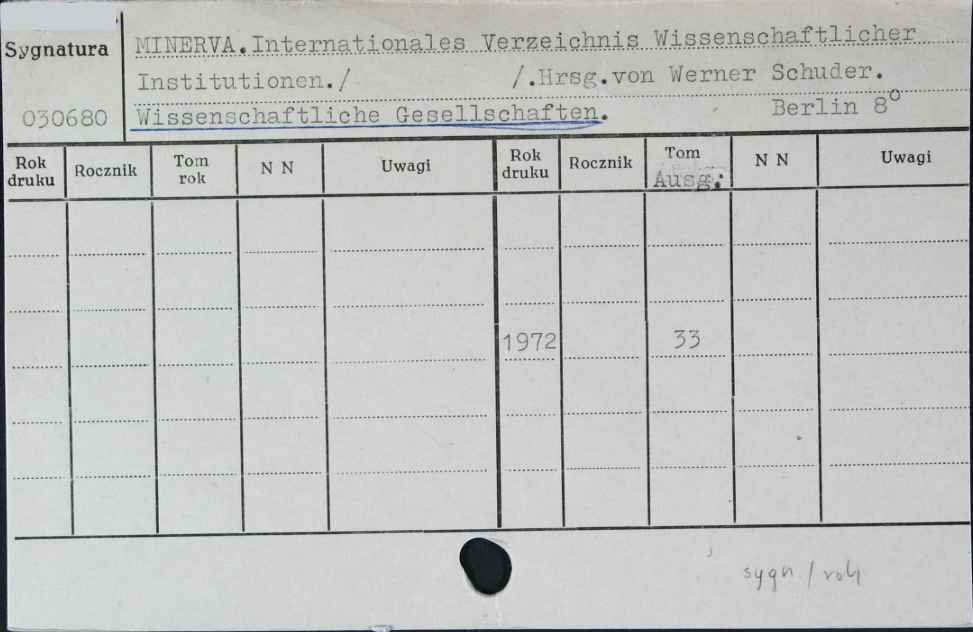 Sygnatura
MINERVA.Internationales Verzeichnis Wissenschaftlicher
Institutionen./ /.Hrsg.von Werner Schuder.
030680
Wissenschaftliche Gesellschaften. Berlin 8°
Rok druku Rocznik Tom rok N N Uwagi Rok druku Rocznik Tom Ausg: N N Uwagi
1972 33
sygn / rok